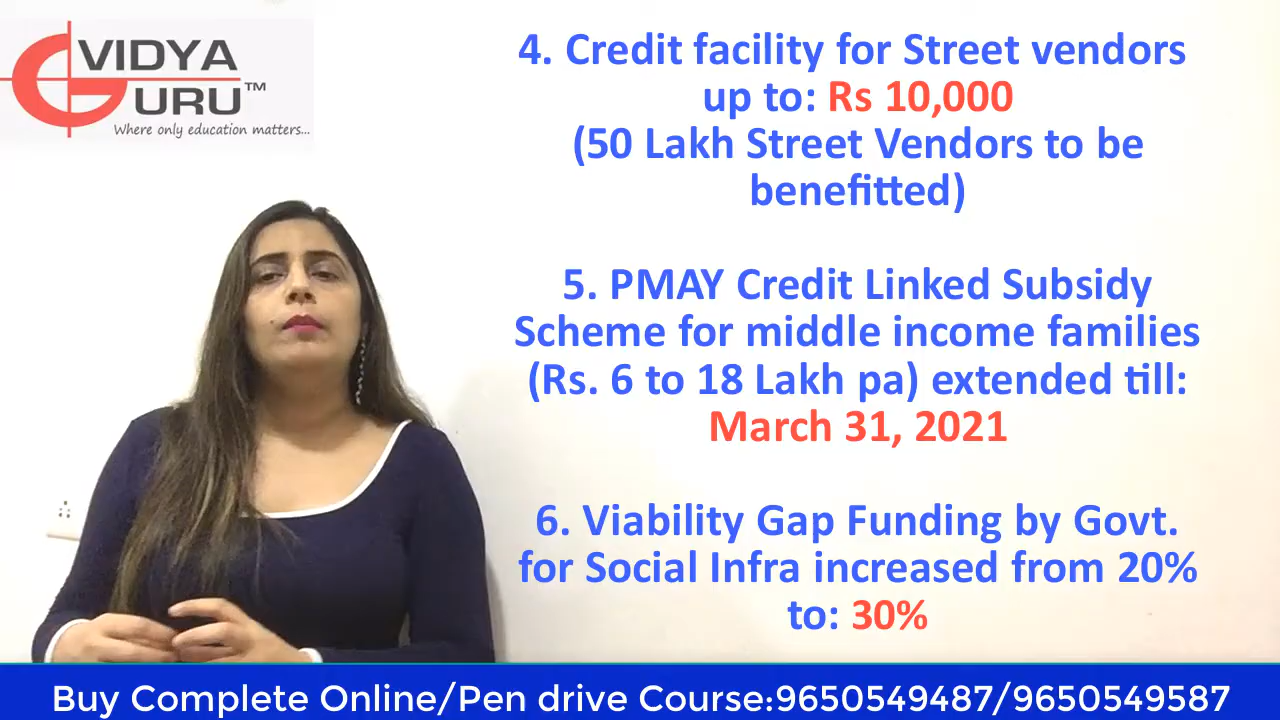 VIDYA
GURU™
Where only education matters...
4. Credit facility for Street vendors
up to: Rs 10,000
(50 Lakh Street Vendors to be
benefitted)
5. PMAY Credit Linked Subsidy
Scheme for middle income families
(Rs. 6 to 18 Lakh pa) extended till:
March 31, 2021
6. Viability Gap Funding by Govt.
for Social Infra increased from 20%
to: 30%
Buy Complete Online/Pen drive Course:9650549487/9650549587